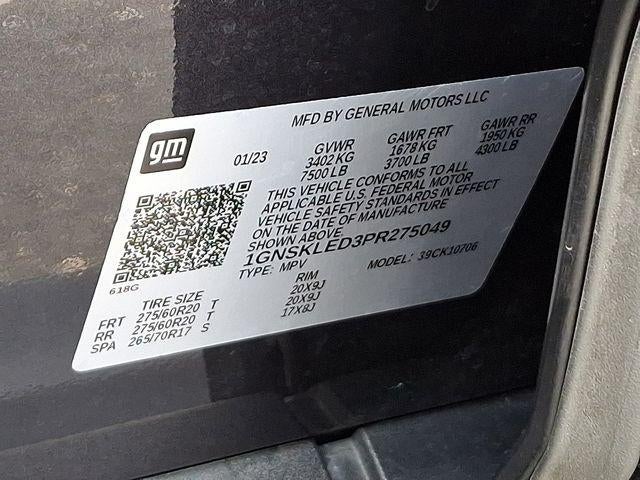 MFD BY GENERAL MOTORS LLC
gm
01/23 GVWR GAWR FRT GAWR RR
3402 KG 1678 KG 1950 KG
7500 LB 3700 LB 4300 LB
THIS VEHICLE CONFORMS TO ALL
APPLICABLE U.S. FEDERAL MOTOR
VEHICLE SAFETY STANDARDS IN EFFECT
ON THE DATE OF MANUFACTURE
SHOWN ABOVE
1GNSKLED3PR275049
TYPE: MPV MODEL: 39CK10706
618G
TIRE SIZE RIM
FRT 275/60R20 T 20X9J
RR 275/60R20 T 20X9J
SPA 265/70R17 S 17X8J